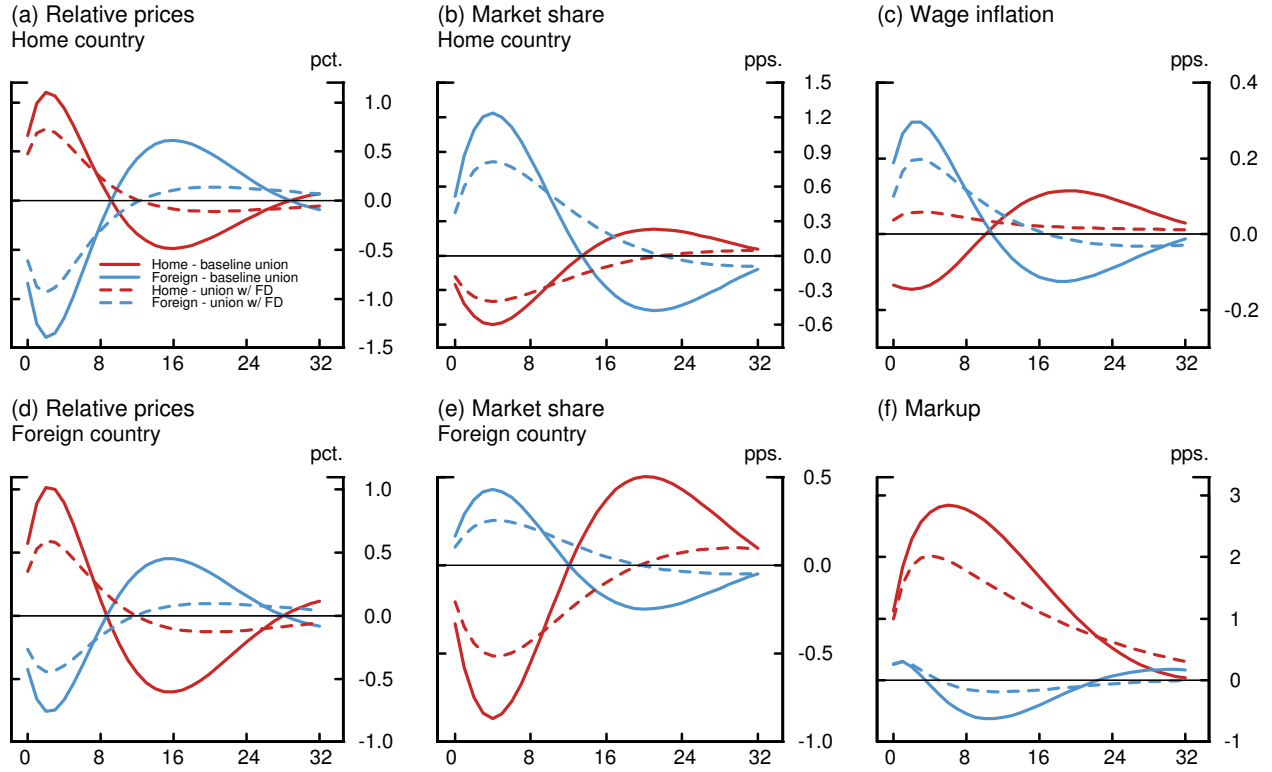 (a) Relative prices
Home country
pct.
1.0
0.5
0.0
-0.5
-1.0
-1.5
Home - baseline union
Foreign - baseline union
Home - union w/ FD
Foreign - union w/ FD
0 8 16 24 32
(b) Market share
Home country
pps.
1.5
1.2
0.9
0.6
0.3
0.0
-0.3
-0.6
0 8 16 24 32
(c) Wage inflation
pps.
0.4
0.2
0.0
-0.2
0 8 16 24 32
(d) Relative prices
Foreign country
pct.
1.0
0.5
0.0
-0.5
-1.0
0 8 16 24 32
(e) Market share
Foreign country
pps.
0.5
0.0
-0.5
-1.0
0 8 16 24 32
(f) Markup
pps.
3
2
1
0
-1
0 8 16 24 32